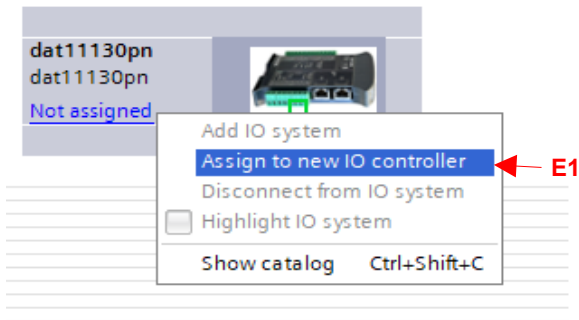 dat11130pn
dat11130pn
Not assigned
Add IO system
Assign to new IO controller
E1
Disconnect from IO system
Highlight IO system
Show catalog Ctrl+Shift+C